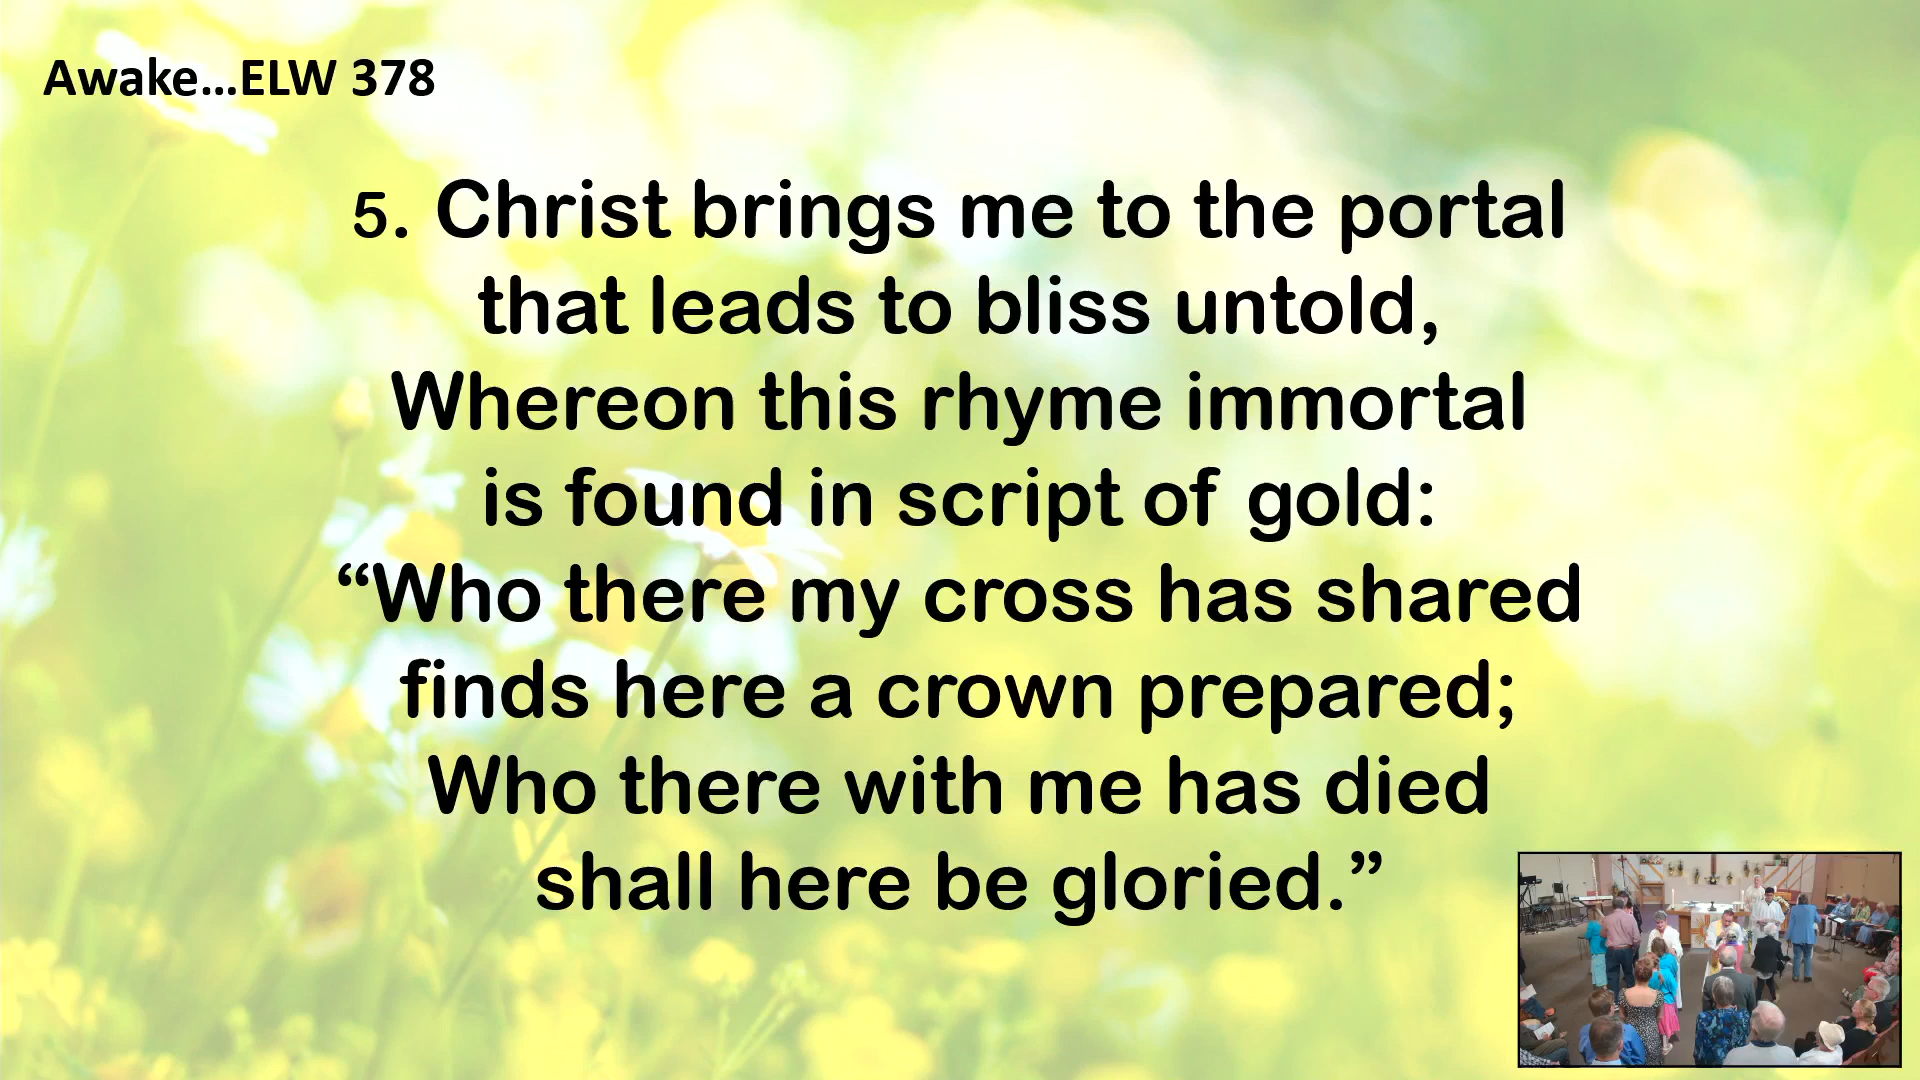 Awake...ELW 378
5. Christ brings me to the portal
that leads to bliss untold,
Whereon this rhyme immortal
is found in script of gold:
“Who there my cross has shared
finds here a crown prepared;
Who there with me has died
shall here be gloried.”